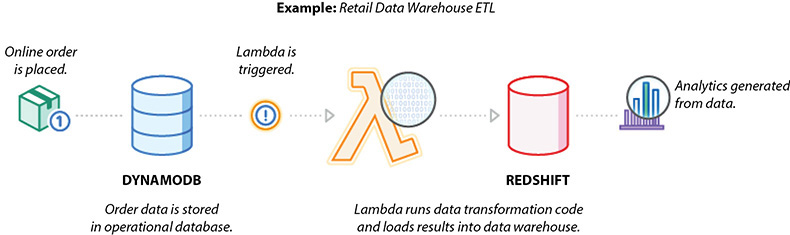 Example: Retail Data Warehouse ETL
Online order
is placed.
1
DYNAMODB
Order data is stored
in operational database.
Lambda is
triggered.
!
λ
Lambda runs data transformation code
and loads results into data warehouse.
REDSHIFT
Analytics generated
from data.